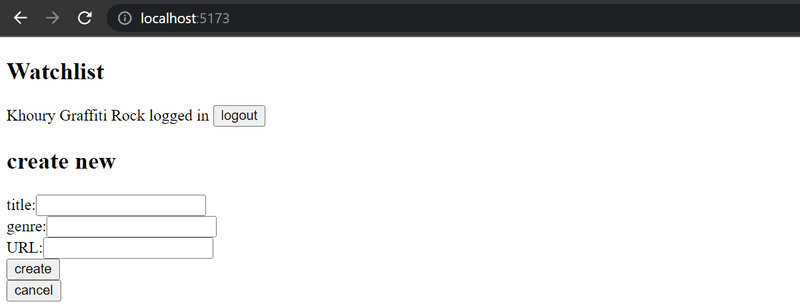 localhost:5173
Watchlist
Khoury Graffiti Rock logged in logout
create new
title:
genre:
URL:
create
cancel